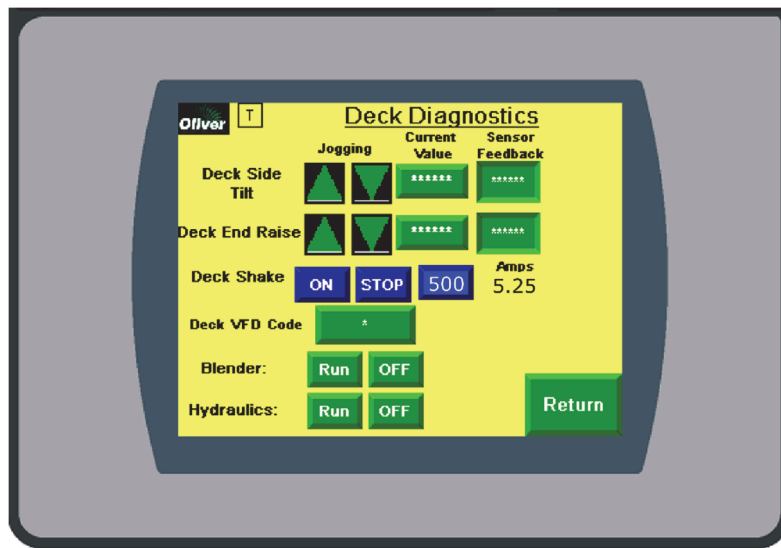 Oliver T Deck Diagnostics
Jogging Current Value Sensor Feedback
Deck Side Tilt ****** ******
Deck End Raise ****** ******
Deck Shake ON STOP 500 Amps 5.25
Deck VFD Code *
Blender: Run OFF
Hydraulics: Run OFF
Return